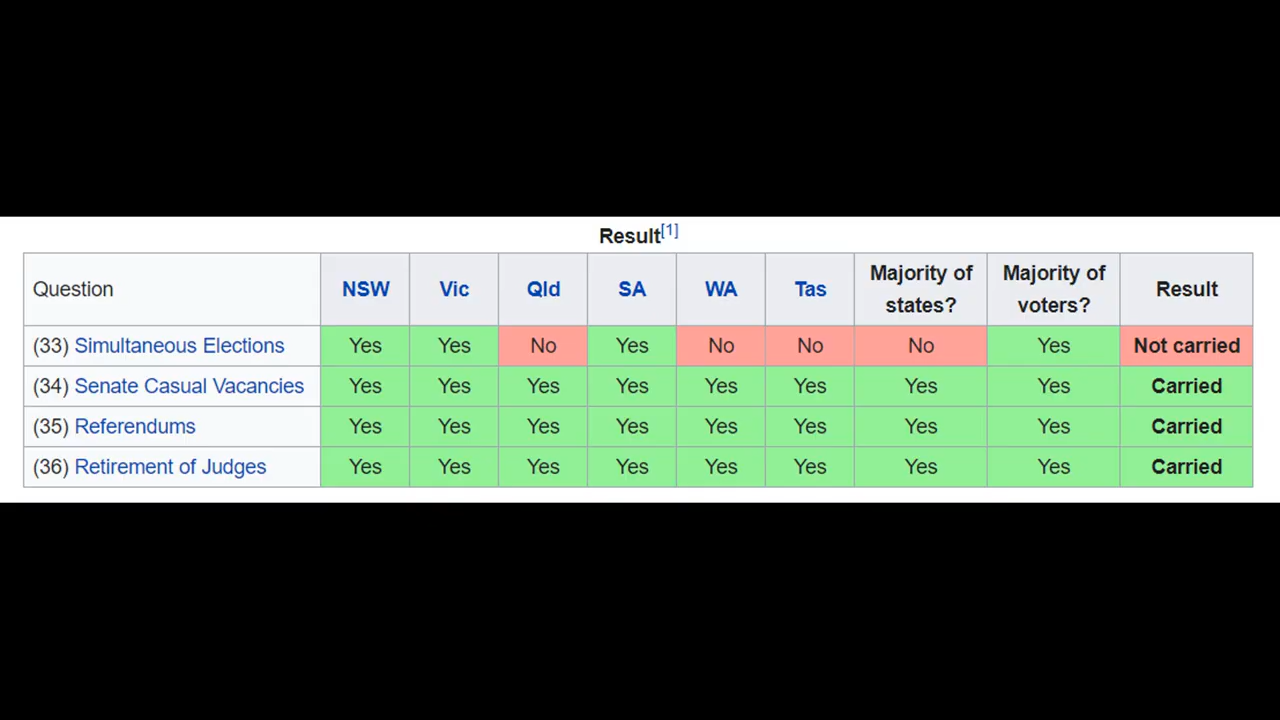 Result[1]
Question NSW Vic Qld SA WA Tas Majority of states? Majority of voters? Result
(33) Simultaneous Elections Yes Yes No Yes No No No Yes Not carried
(34) Senate Casual Vacancies Yes Yes Yes Yes Yes Yes Yes Yes Carried
(35) Referendums Yes Yes Yes Yes Yes Yes Yes Yes Carried
(36) Retirement of Judges Yes Yes Yes Yes Yes Yes Yes Yes Carried